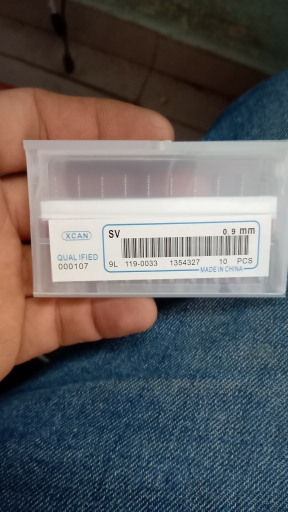 XCAN
QUALIFIED
000107
SV 0.9 mm
9L 119-0033 1354327 10 PCS
MADE IN CHINA